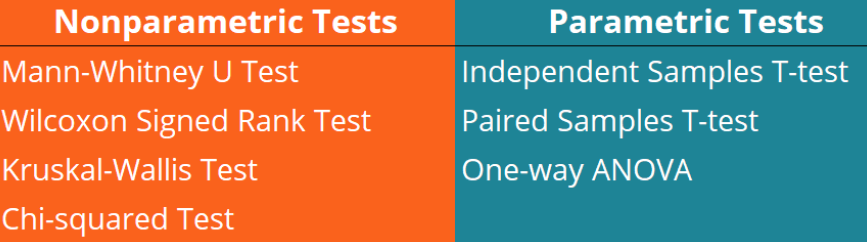 Nonparametric Tests Parametric Tests
Mann-Whitney U Test Independent Samples T-test
Wilcoxon Signed Rank Test Paired Samples T-test
Kruskal-Wallis Test One-way ANOVA
Chi-squared Test